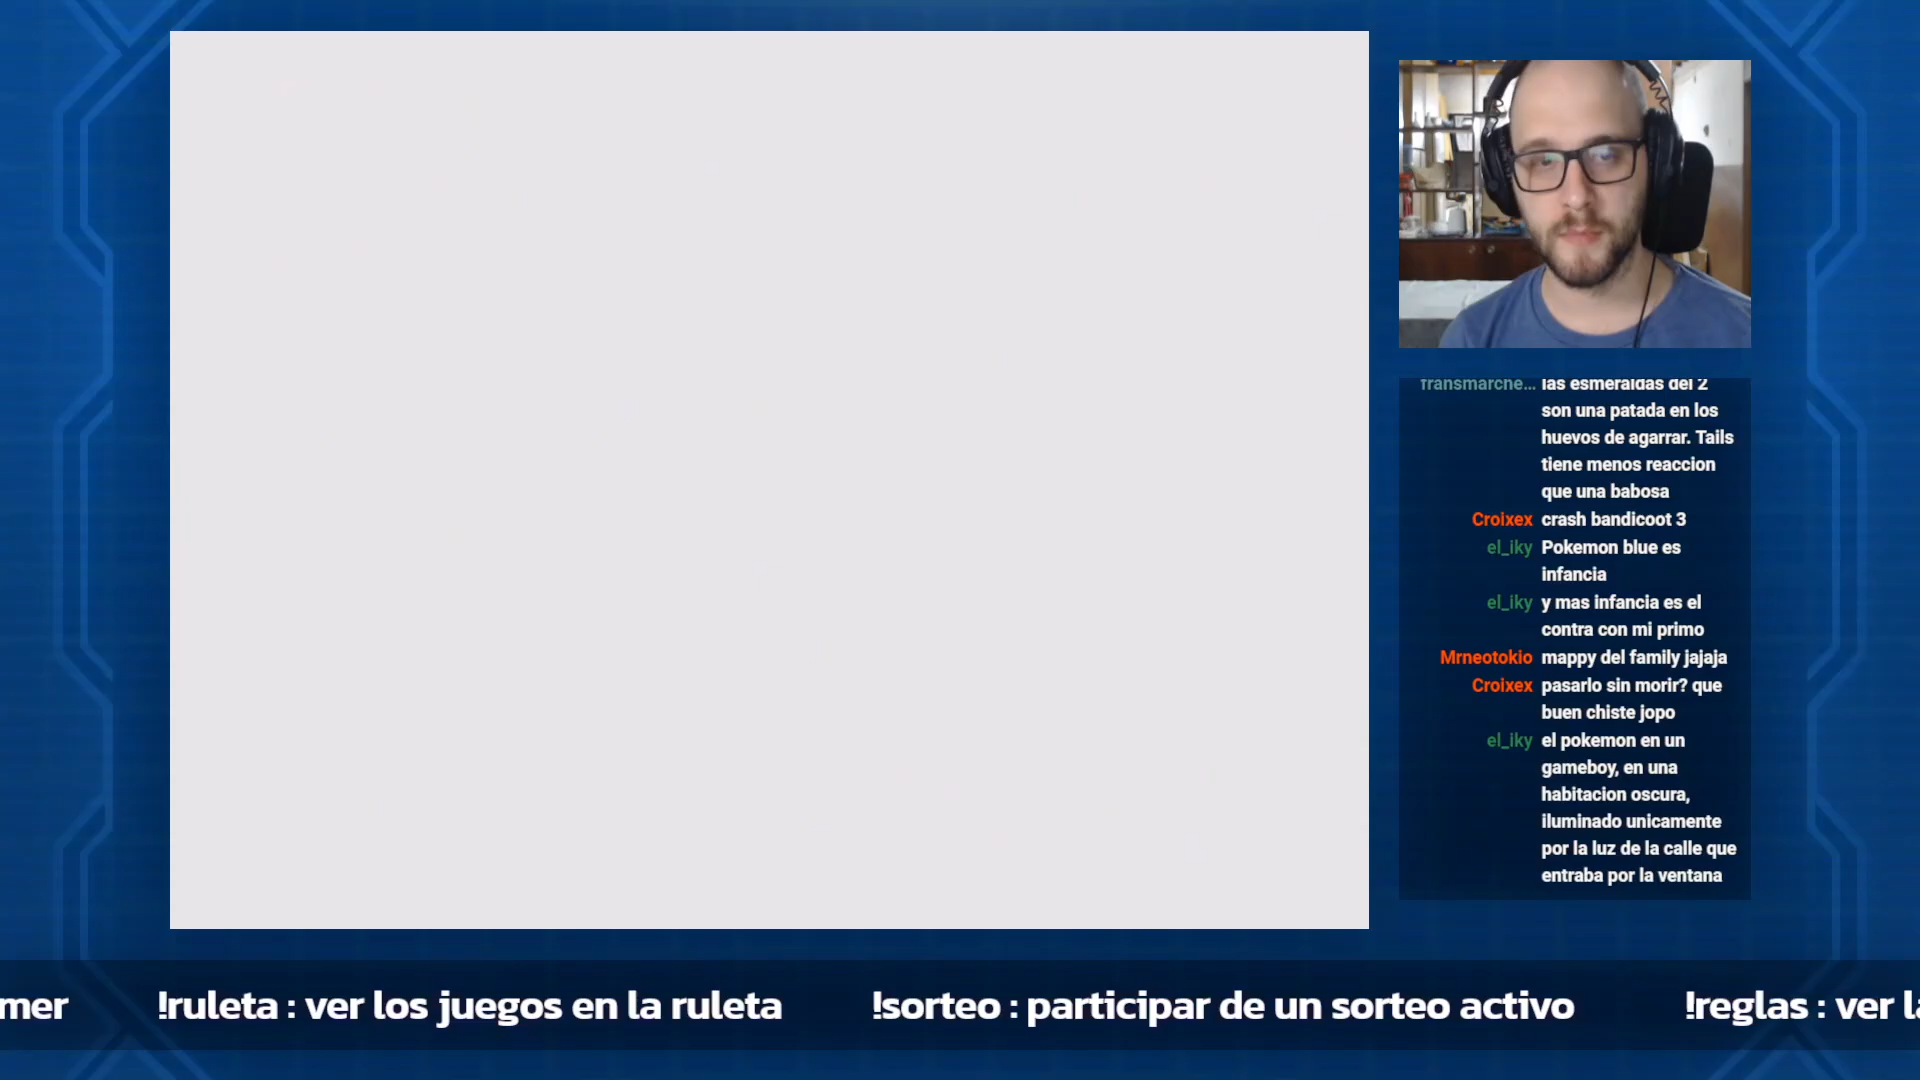 fransmarche... las esmeraldas del 2
son una patada en los
huevos de agarrar. Tails
tiene menos reaccion
que una babosa
Croixex crash bandicoot 3
el_iky Pokemon blue es
infancia
el_iky y mas infancia es el
contra con mi primo
Mrneotokio mappy del family jajaja
Croixex pasarlo sin morir? que
buen chiste jopo
el_iky el pokemon en un
gameboy, en una
habitacion oscura,
iluminado unicamente
por la luz de la calle que
entraba por la ventana
mer !ruleta : ver los juegos en la ruleta !sorteo : participar de un sorteo activo !reglas : ver la